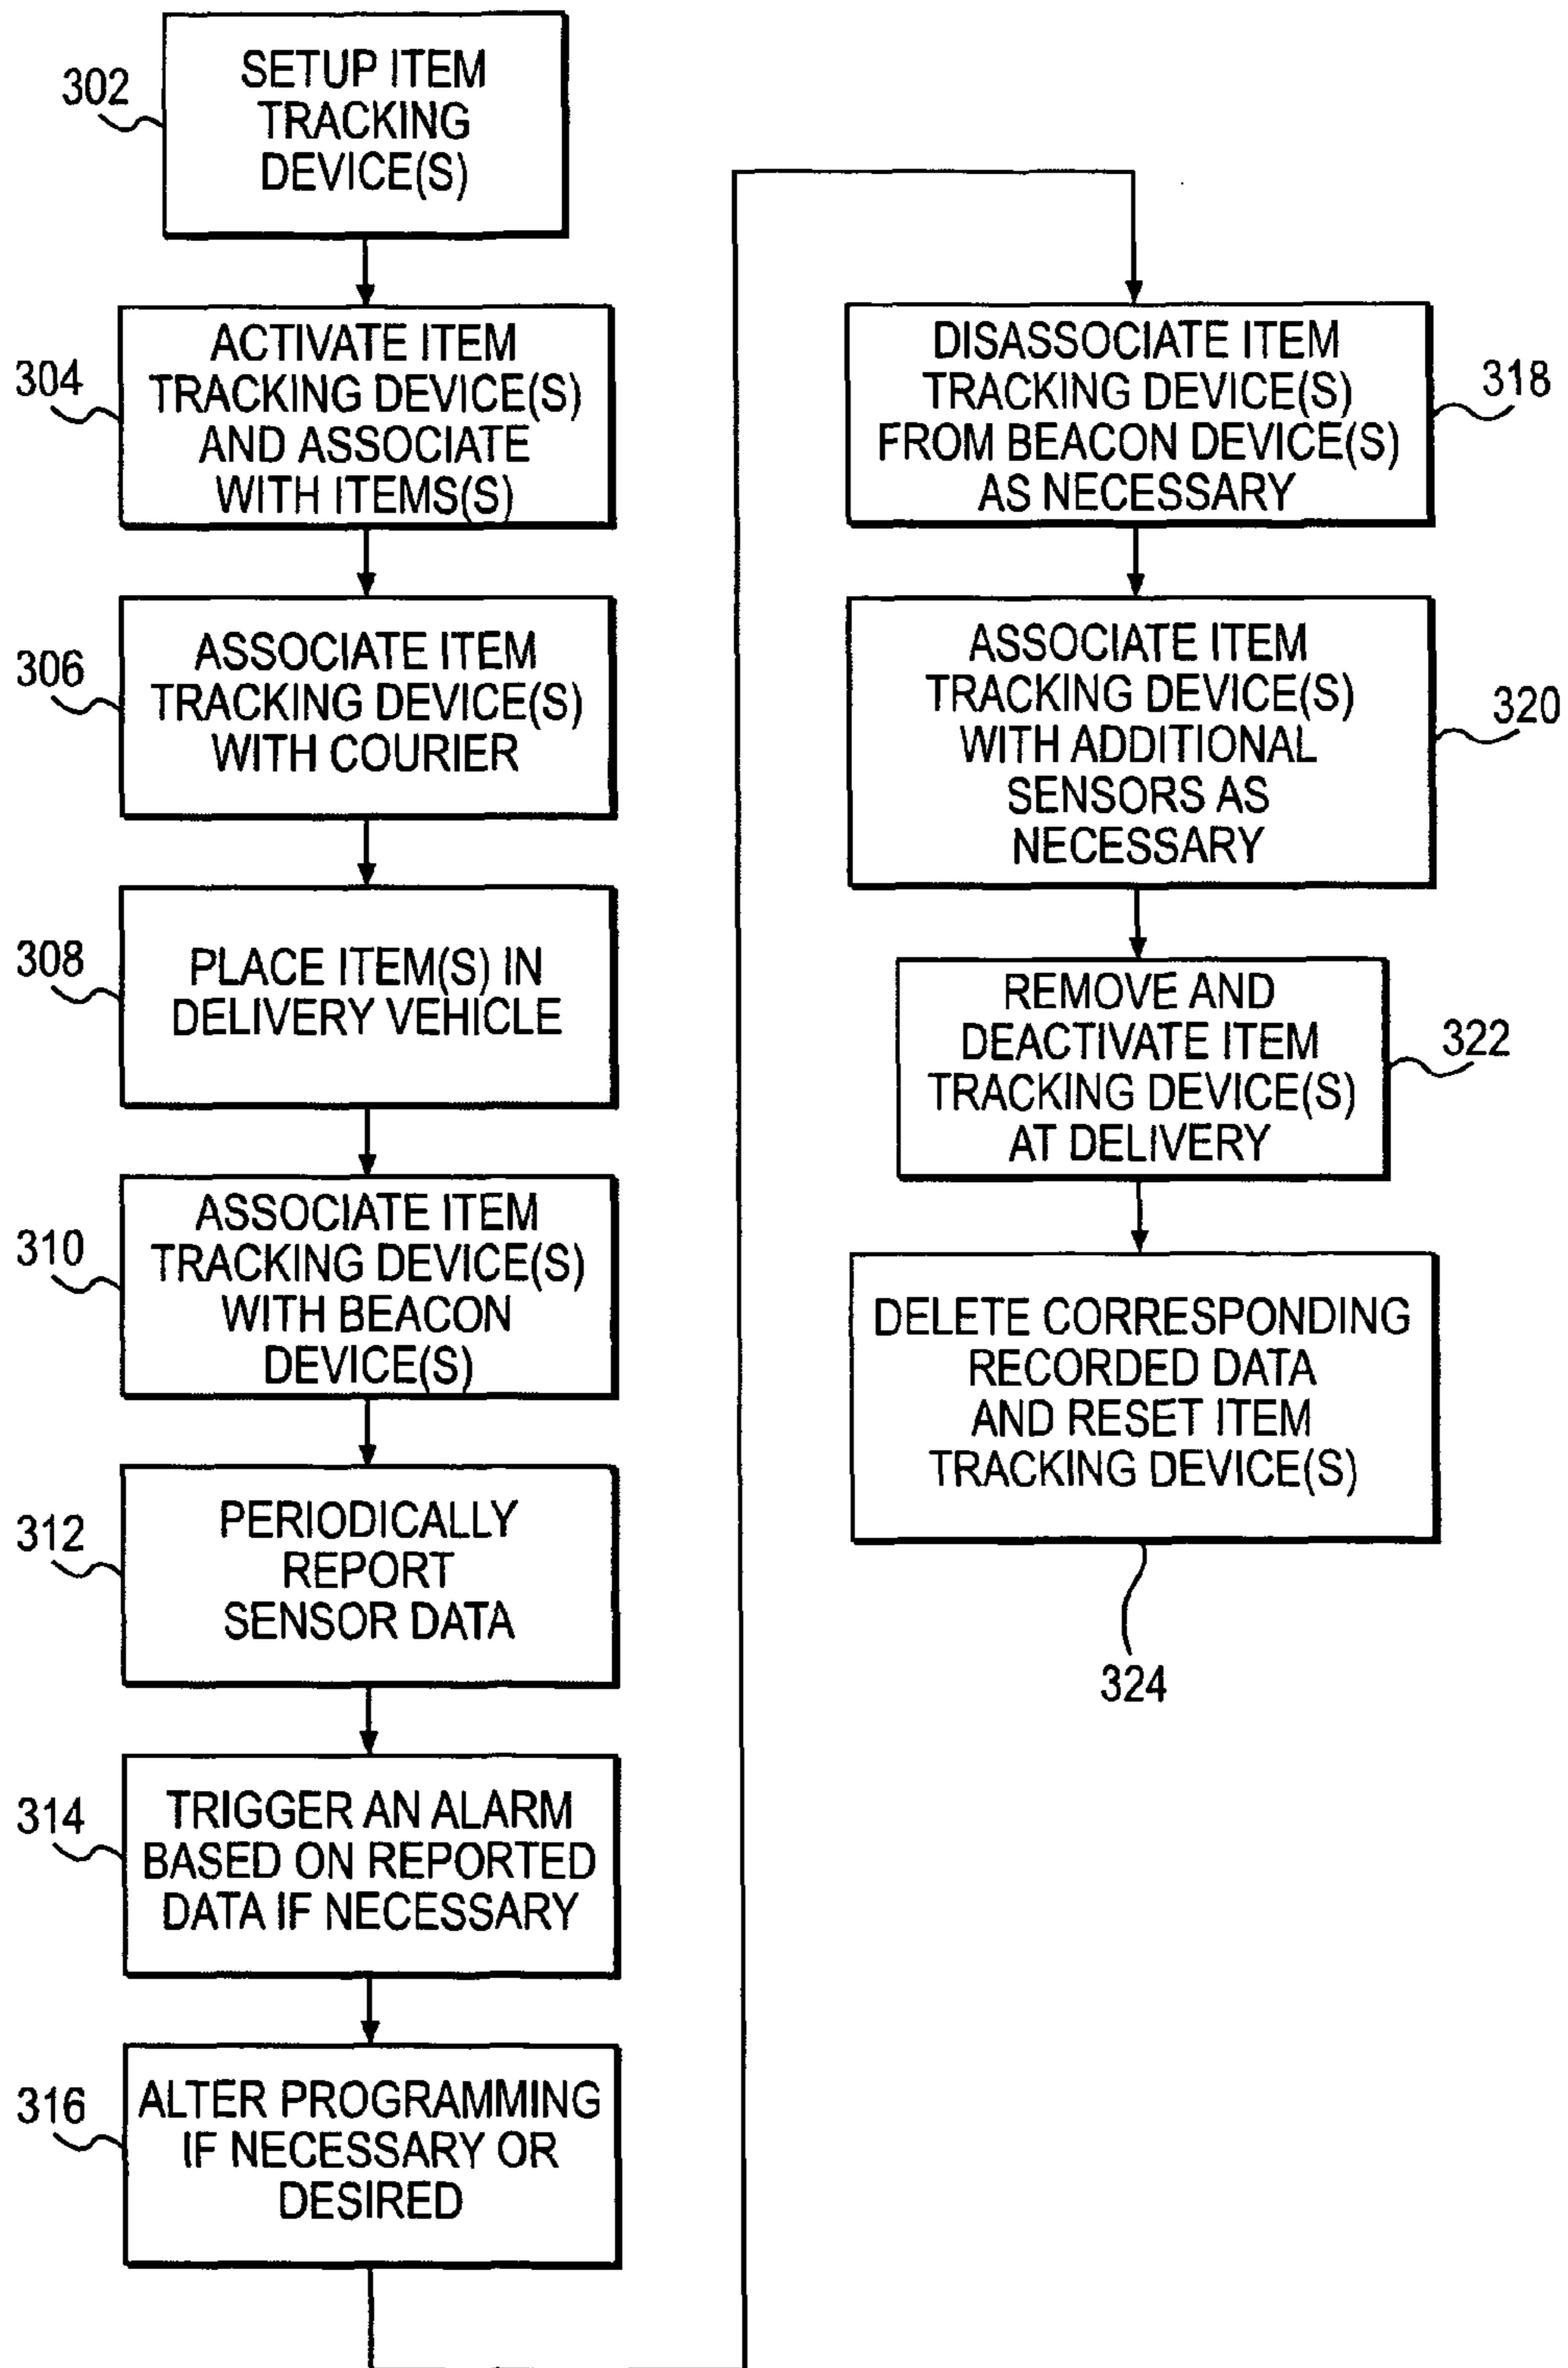 302
SETUP ITEM
TRACKING
DEVICE(S)
304
ACTIVATE ITEM
TRACKING DEVICE(S)
AND ASSOCIATE
WITH ITEMS(S)
306
ASSOCIATE ITEM
TRACKING DEVICE(S)
WITH COURIER
308
PLACE ITEM(S) IN
DELIVERY VEHICLE
310
ASSOCIATE ITEM
TRACKING DEVICE(S)
WITH BEACON
DEVICE(S)
312
PERIODICALLY
REPORT
SENSOR DATA
314
TRIGGER AN ALARM
BASED ON REPORTED
DATA IF NECESSARY
316
ALTER PROGRAMMING
IF NECESSARY OR
DESIRED
DISASSOCIATE ITEM
TRACKING DEVICE(S)
FROM BEACON DEVICE(S)
AS NECESSARY
318
ASSOCIATE ITEM
TRACKING DEVICE(S)
WITH ADDITIONAL
SENSORS AS
NECESSARY
320
REMOVE AND
DEACTIVATE ITEM
TRACKING DEVICE(S)
AT DELIVERY
322
DELETE CORRESPONDING
RECORDED DATA
AND RESET ITEM
TRACKING DEVICE(S)
324